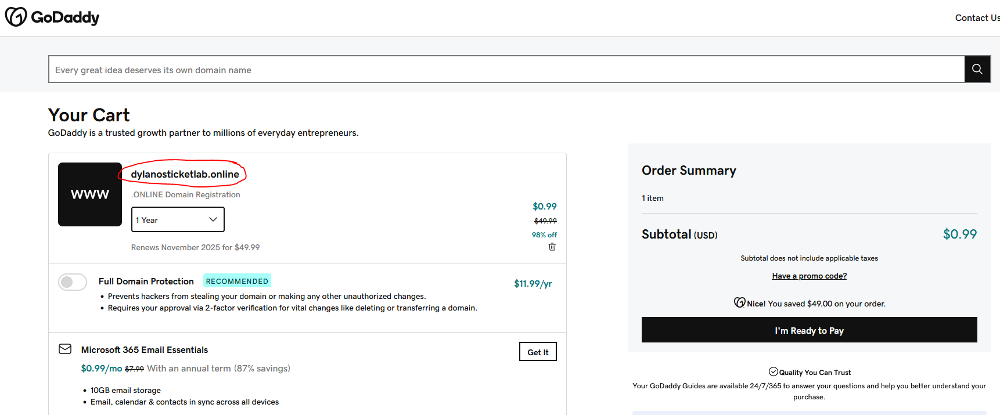 GoDaddy
Contact Us
Every great idea deserves its own domain name
Your Cart
GoDaddy is a trusted growth partner to millions of everyday entrepreneurs.
www
dylanosticketlab.online
.ONLINE Domain Registration
1 Year
Renews November 2025 for $49.99
$0.99
$49.99
98% off
Full Domain Protection RECOMMENDED
$11.99/yr
• Prevents hackers from stealing your domain or making any other unauthorized changes.
• Requires your approval via 2-factor verification for vital changes like deleting or transferring a domain.
Microsoft 365 Email Essentials
Get It
$0.99/mo $7.99 With an annual term (87% savings)
• 10GB email storage
• Email, calendar & contacts in sync across all devices
Order Summary
1 item
Subtotal (USD) $0.99
Subtotal does not include applicable taxes
Have a promo code?
Nice! You saved $49.00 on your order.
I'm Ready to Pay
Quality You Can Trust
Your GoDaddy Guides are available 24/7/365 to answer your questions and help you better understand your
purchase.